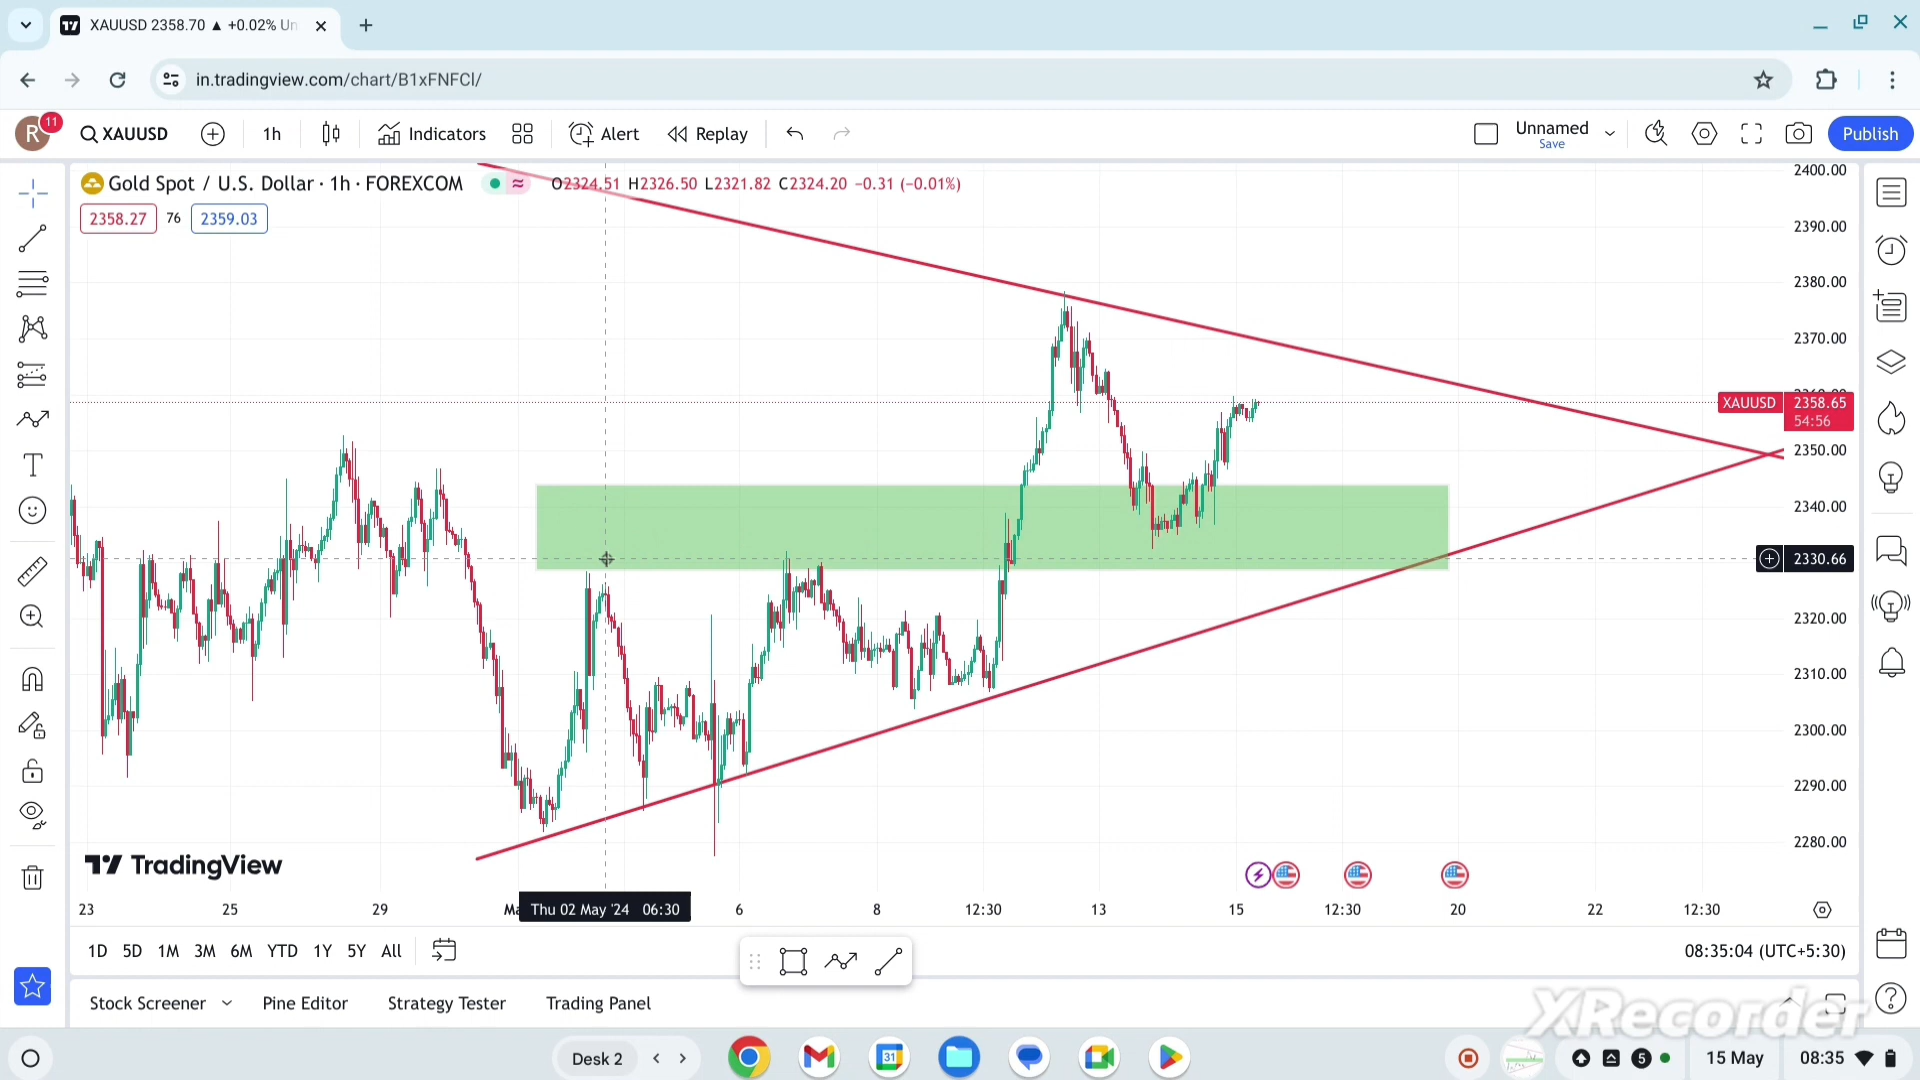 XAUUSD 2358.70 ▲ +0.02% Un
in.tradingview.com/chart/B1xFNFCl/
R 11 XAUUSD 1h Indicators Alert Replay Unnamed Save Publish
Gold Spot / U.S. Dollar · 1h · FOREXCOM O2324.51 H2326.50 L2321.82 C2324.20 −0.31 (−0.01%)
2358.27 76 2359.03
2400.00
2390.00
2380.00
2370.00
XAUUSD 2358.65
54:56
2350.00
2340.00
2330.66
2320.00
2310.00
2300.00
2290.00
2280.00
TradingView
23 25 29 Thu 02 May '24 06:30 6 8 12:30 13 15 12:30 20 22 12:30
1D 5D 1M 3M 6M YTD 1Y 5Y All 08:35:04 (UTC+5:30)
Stock Screener Pine Editor Strategy Tester Trading Panel
XRecorder
Desk 2 31 5 15 May 08:35